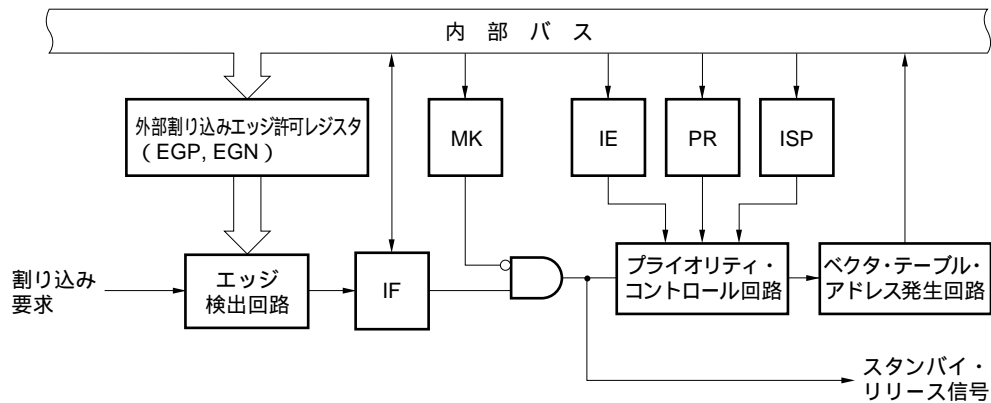 内 部 バ ス
外部割り込みエッジ許可レジスタ
（EGP, EGN）
MK
IE
PR
ISP
割り込み
要求
エッジ
検出回路
IF
プライオリティ・
コントロール回路
ベクタ・テーブル・
アドレス発生回路
スタンバイ・
リリース信号